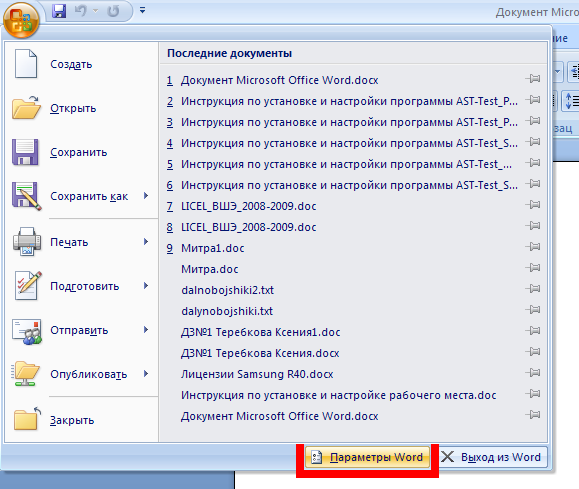 Документ Micro
Создать
Открыть
Сохранить
Сохранить как
Печать
Подготовить
Отправить
Опубликовать
Закрыть
Последние документы
1 Документ Microsoft Office Word.docx
2 Инструкция по установке и настройки программы AST-Test_P...
3 Инструкция по установке и настройки программы AST-Test_P...
4 Инструкция по установке и настройки программы AST-Test_S...
5 Инструкция по установке и настройки программы AST-Test_...
6 Инструкция по установке и настройки программы AST-Test_S...
7 LICEL_ВШЭ_2008-2009.doc
8 LICEL_ВШЭ_2008-2009.doc
9 Митра1.doc
Митра.doc
dalnobojshiki2.txt
dalynobojshiki.txt
ДЗ№1 Теребкова Ксения1.doc
ДЗ№1 Теребкова Ксения.docx
Лицензии Samsung R40.docx
Инструкция по установке и настройке рабочего места.doc
Документ Microsoft Office Word.docx
ние
зац
Параметры Word
Выход из Word